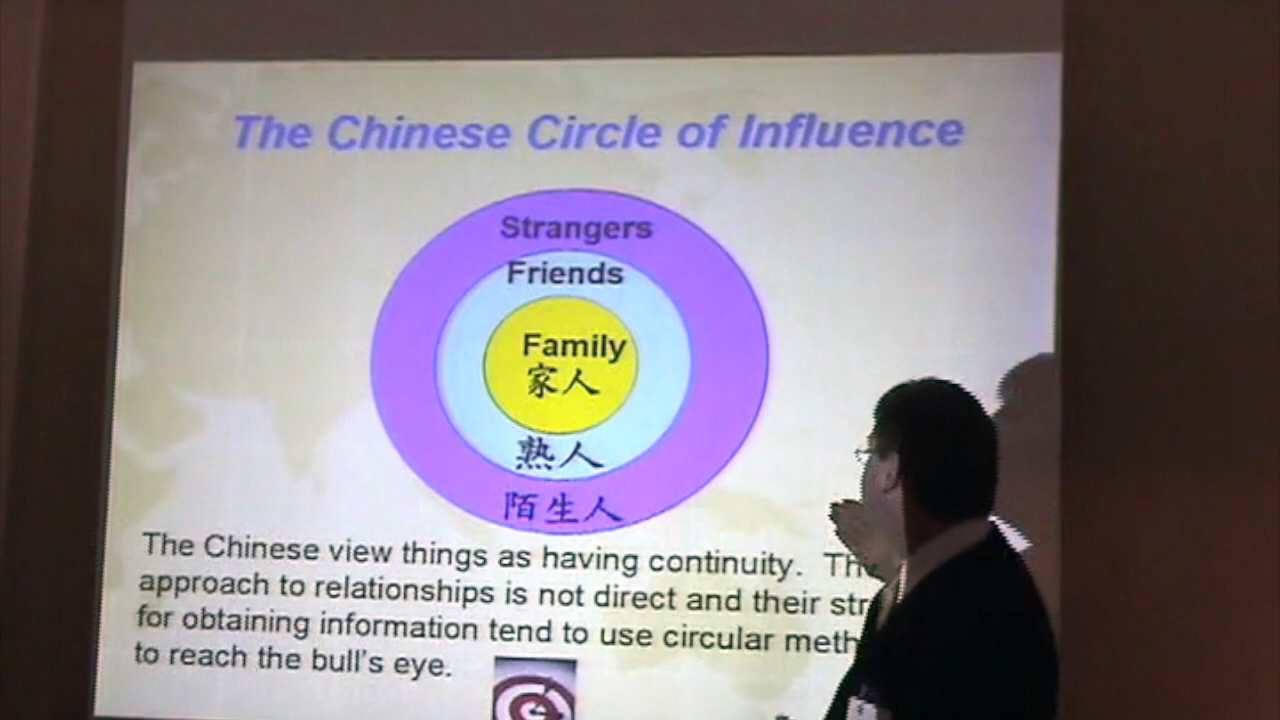 The Chinese Circle of Influence
Strangers
Friends
Family
家人
熟人
陌生人
The Chinese view things as having continuity.
approach to relationships is not direct and their
for obtaining information tend to use circular
to reach the bull's eye.